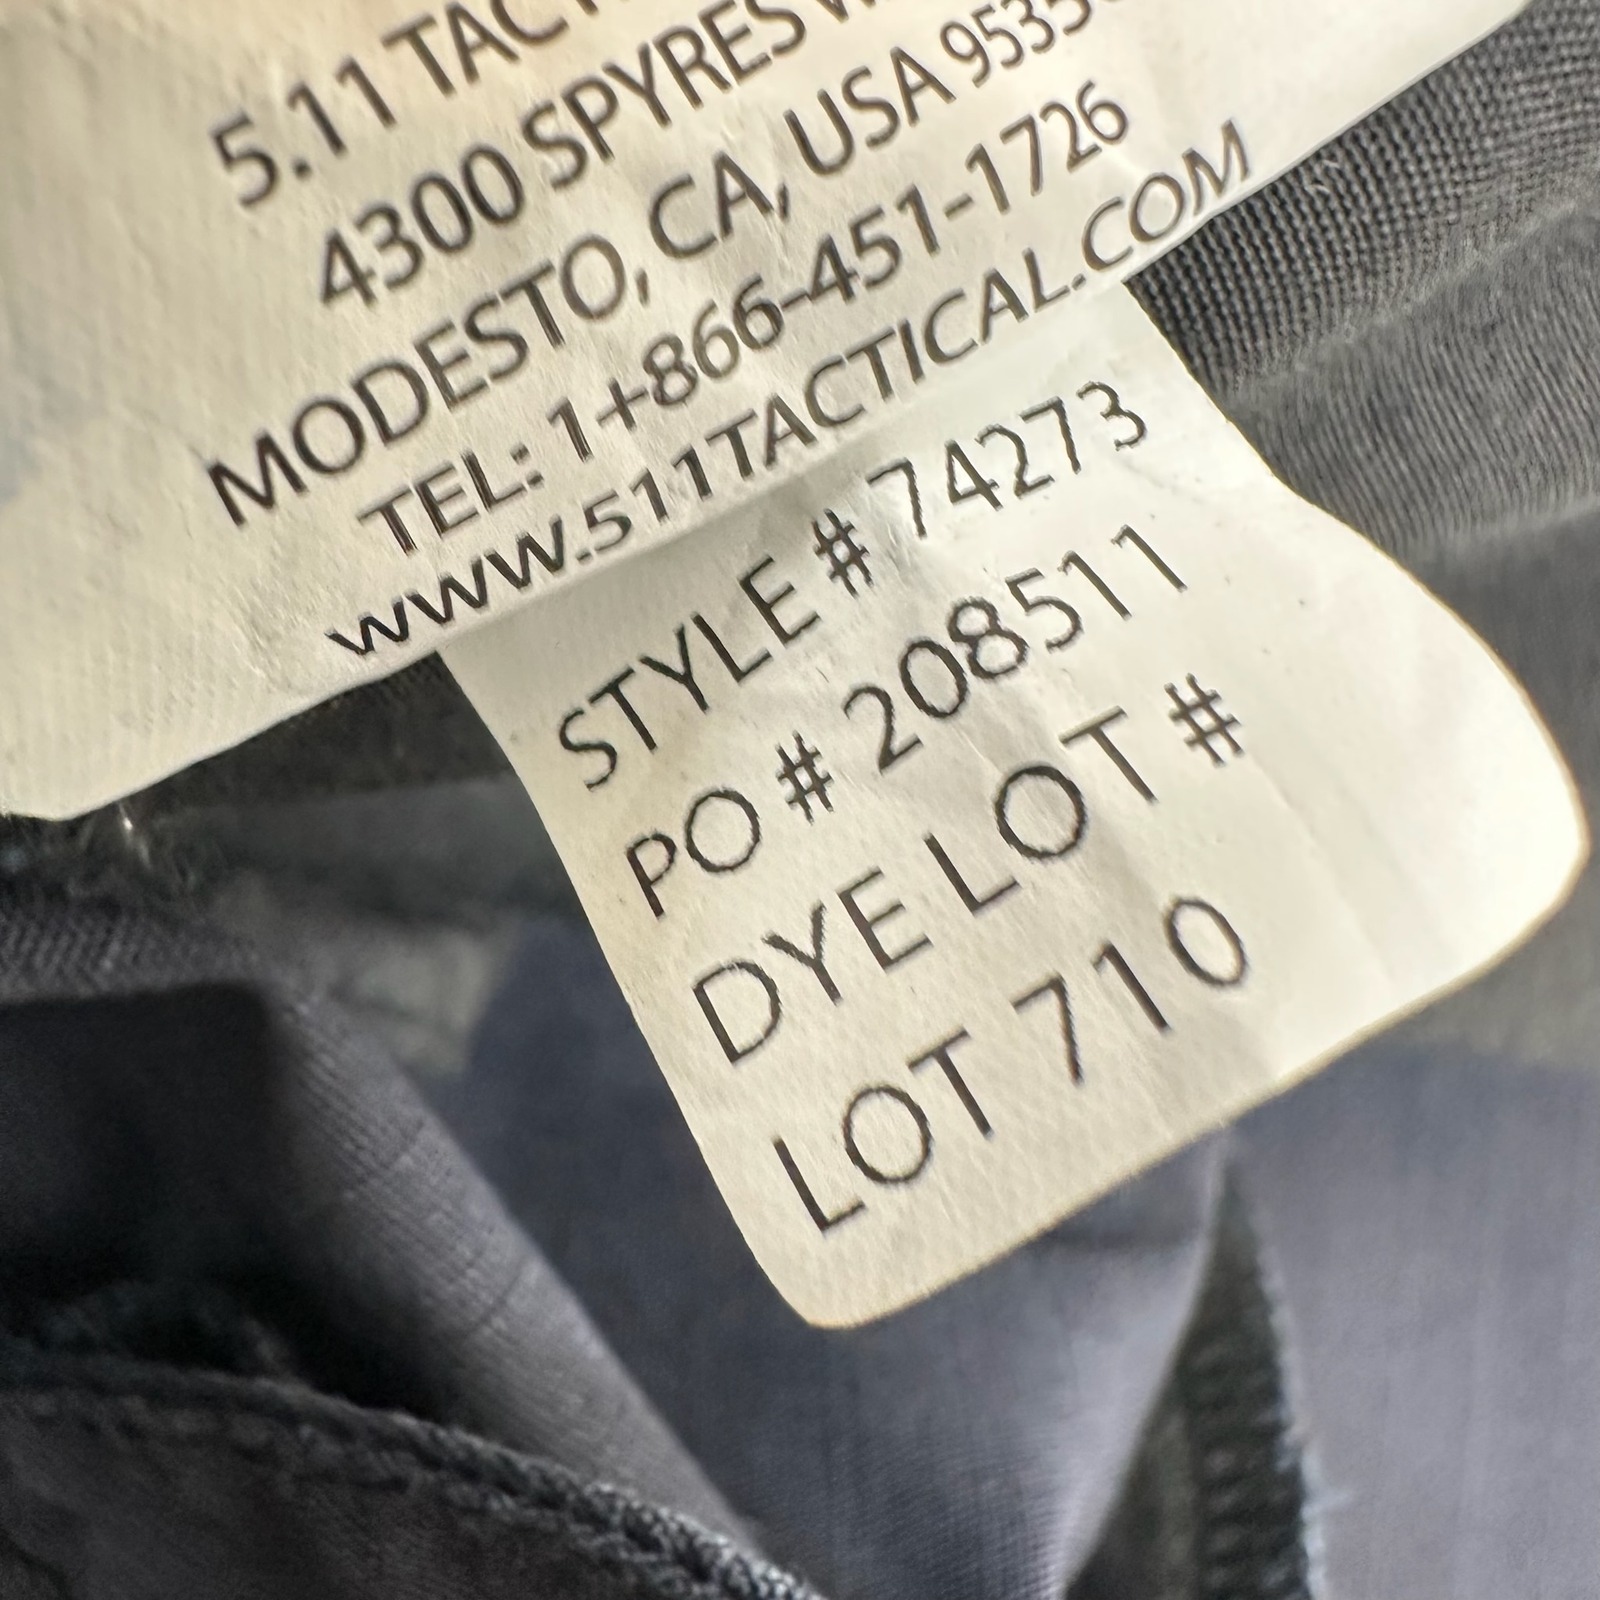 5.11
4300 SPYRES
MODESTO, CA, USA
TEL: 1+866-451-1726
WWW.511TACTICAL.COM
STYLE # 74273
PO # 208511
DYE LOT #
LOT 710